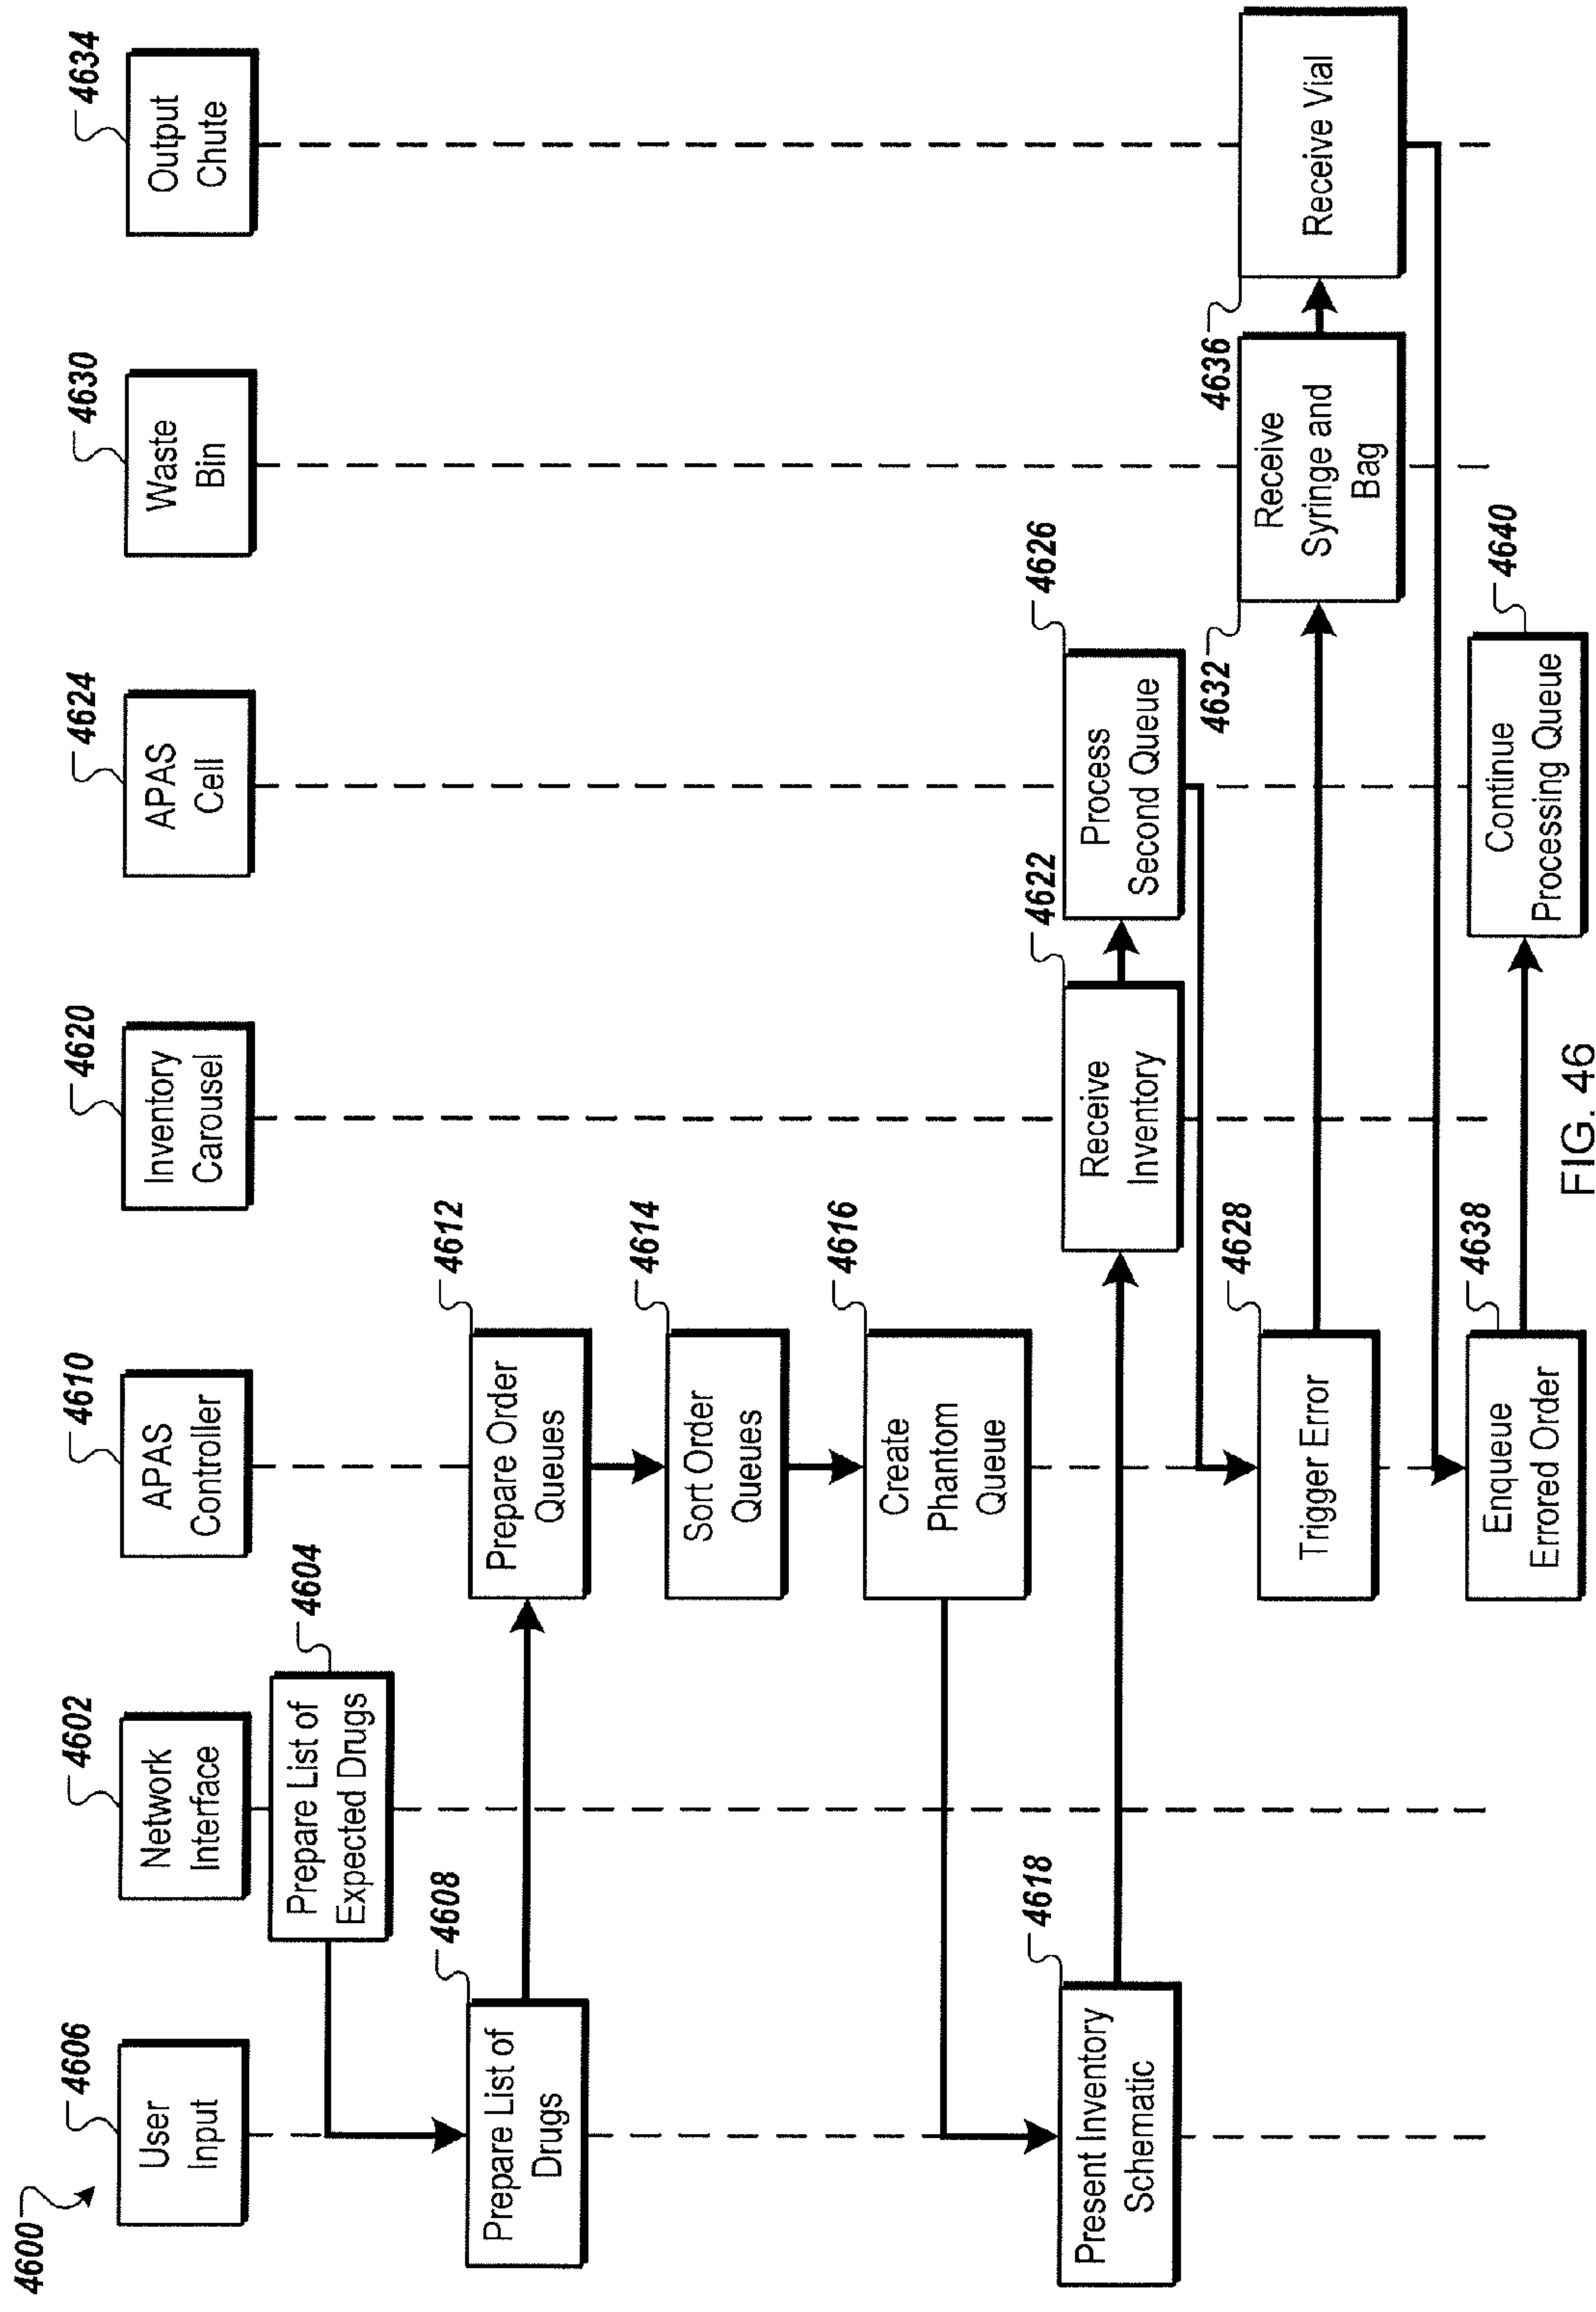 4600
4606
User
Input
4602
Network
Interface
4610
APAS
Controller
4620
Inventory
Carousel
4624
APAS
Cell
4630
Waste
Bin
4634
Output
Chute
4604
Prepare List of
Expected Drugs
4608
Prepare List of
Drugs
4612
Prepare Order
Queues
4614
Sort Order
Queues
4616
Create
Phantom
Queue
4618
Present Inventory
Schematic
4622
Receive
Inventory
4626
Process
Second Queue
4628
Trigger Error
4632
Receive
Syringe and
Bag
4636
Receive Vial
4638
Enqueue
Errored Order
4640
Continue
Processing Queue
FIG. 46